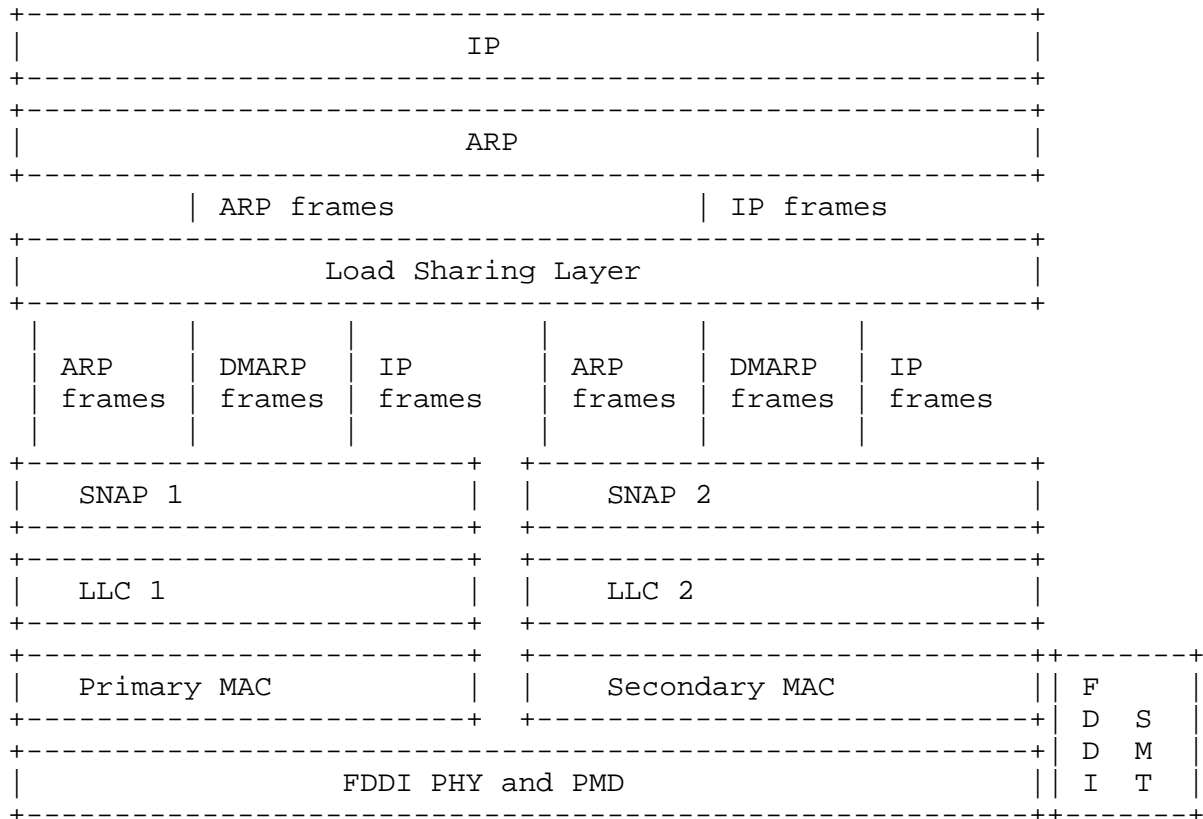 IP
ARP
ARP frames IP frames
Load Sharing Layer
ARP DMARP IP ARP DMARP IP
frames frames frames frames frames frames
SNAP 1 SNAP 2
LLC 1 LLC 2
Primary MAC Secondary MAC F
D S
D M
FDDI PHY and PMD I T